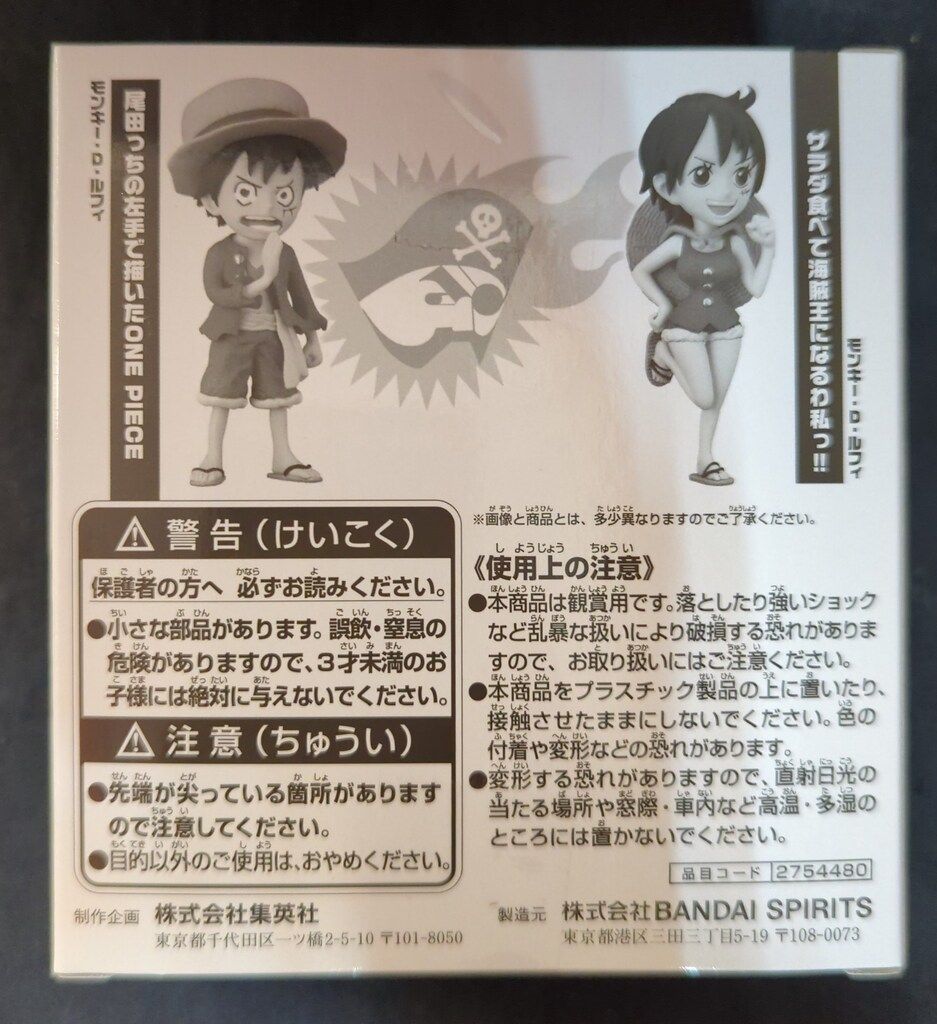 モンキー・D・ルフィ
尾田っちの左手で描いたONE PIECE
サラダ食べて海賊王になるわ私っ!!
モンキー・D・ルフィ
警告(けいこく)
保護者の方へ 必ずお読みください。
●小さな部品があります。誤飲・窒息の
危険がありますので、3才未満のお
子様には絶対に与えないでください。
注意(ちゅうい)
●先端が尖っている箇所があります
ので注意してください。
●目的以外のご使用は、おやめください。
※画像と商品とは、多少異なりますのでご了承ください。
《使用上の注意》
●本商品は観賞用です。落としたり強いショック
など乱暴な扱いにより破損する恐れがありま
すので、お取り扱いにはご注意ください。
●本商品をプラスチック製品の上に置いたり、
接触させたままにしないでください。色の
付着や変形などの恐れがあります。
●変形する恐れがありますので、直射日光の
当たる場所や窓際・車内など高温・多湿の
ところには置かないでください。
品目コード 2754480
制作企画 株式会社集英社
東京都千代田区一ツ橋2-5-10 〒101-8050
製造元 株式会社BANDAI SPIRITS
東京都港区三田三丁目5-19 〒108-0073